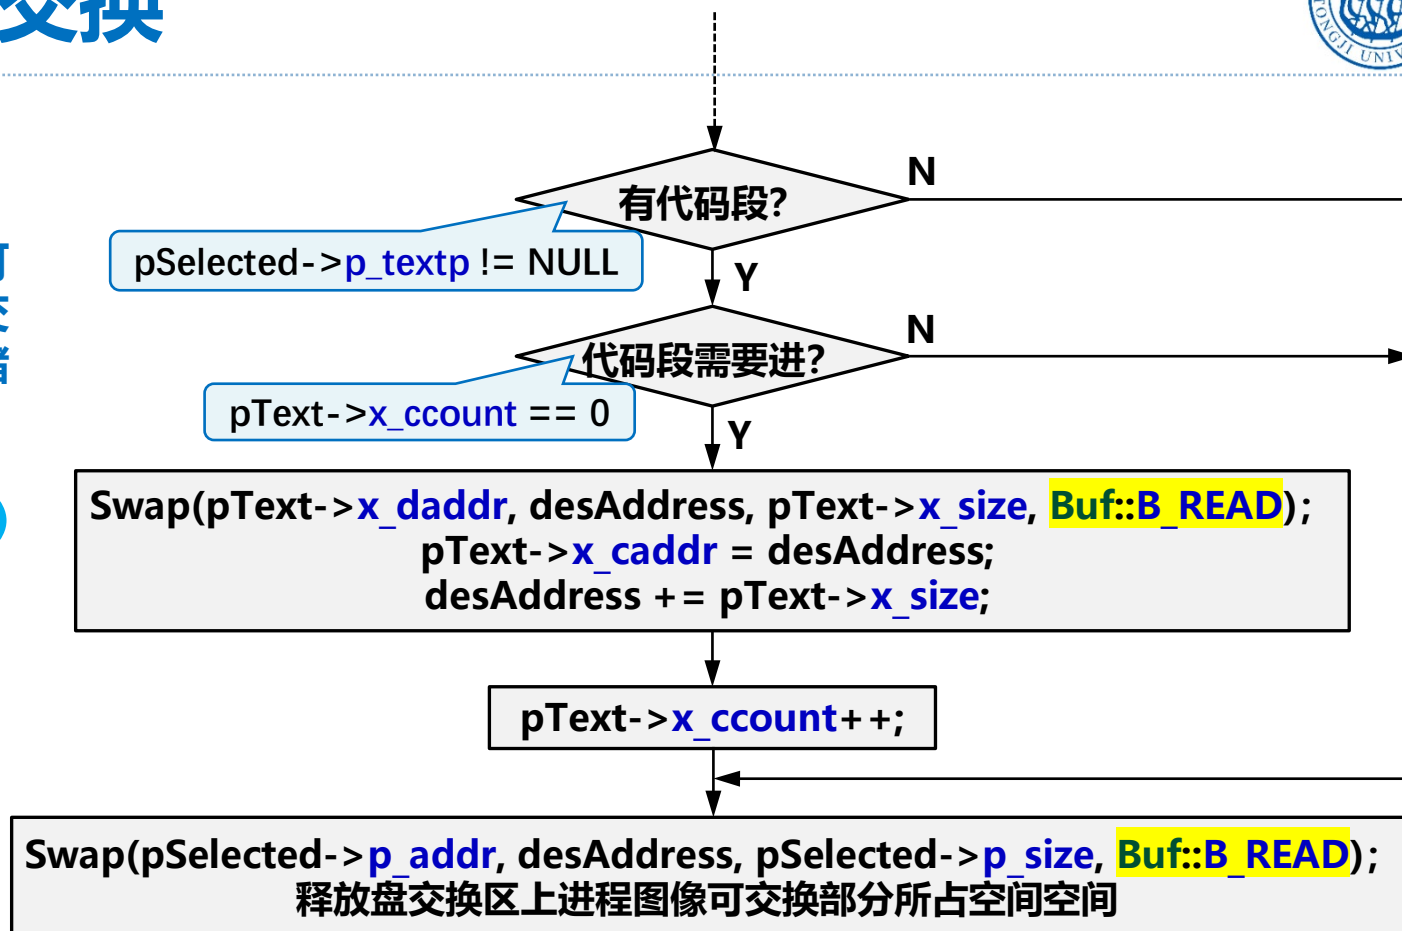 交换
TONGJI UNIV
有代码段?
N
pSelected->p_textp != NULL
Y
代码段需要进?
N
pText->x_ccount == 0
Y
Swap(pText->x_daddr, desAddress, pText->x_size, Buf::B_READ);
pText->x_caddr = desAddress;
desAddress += pText->x_size;
pText->x_ccount++;
Swap(pSelected->p_addr, desAddress, pSelected->p_size, Buf::B_READ);
释放盘交换区上进程图像可交换部分所占空间空间